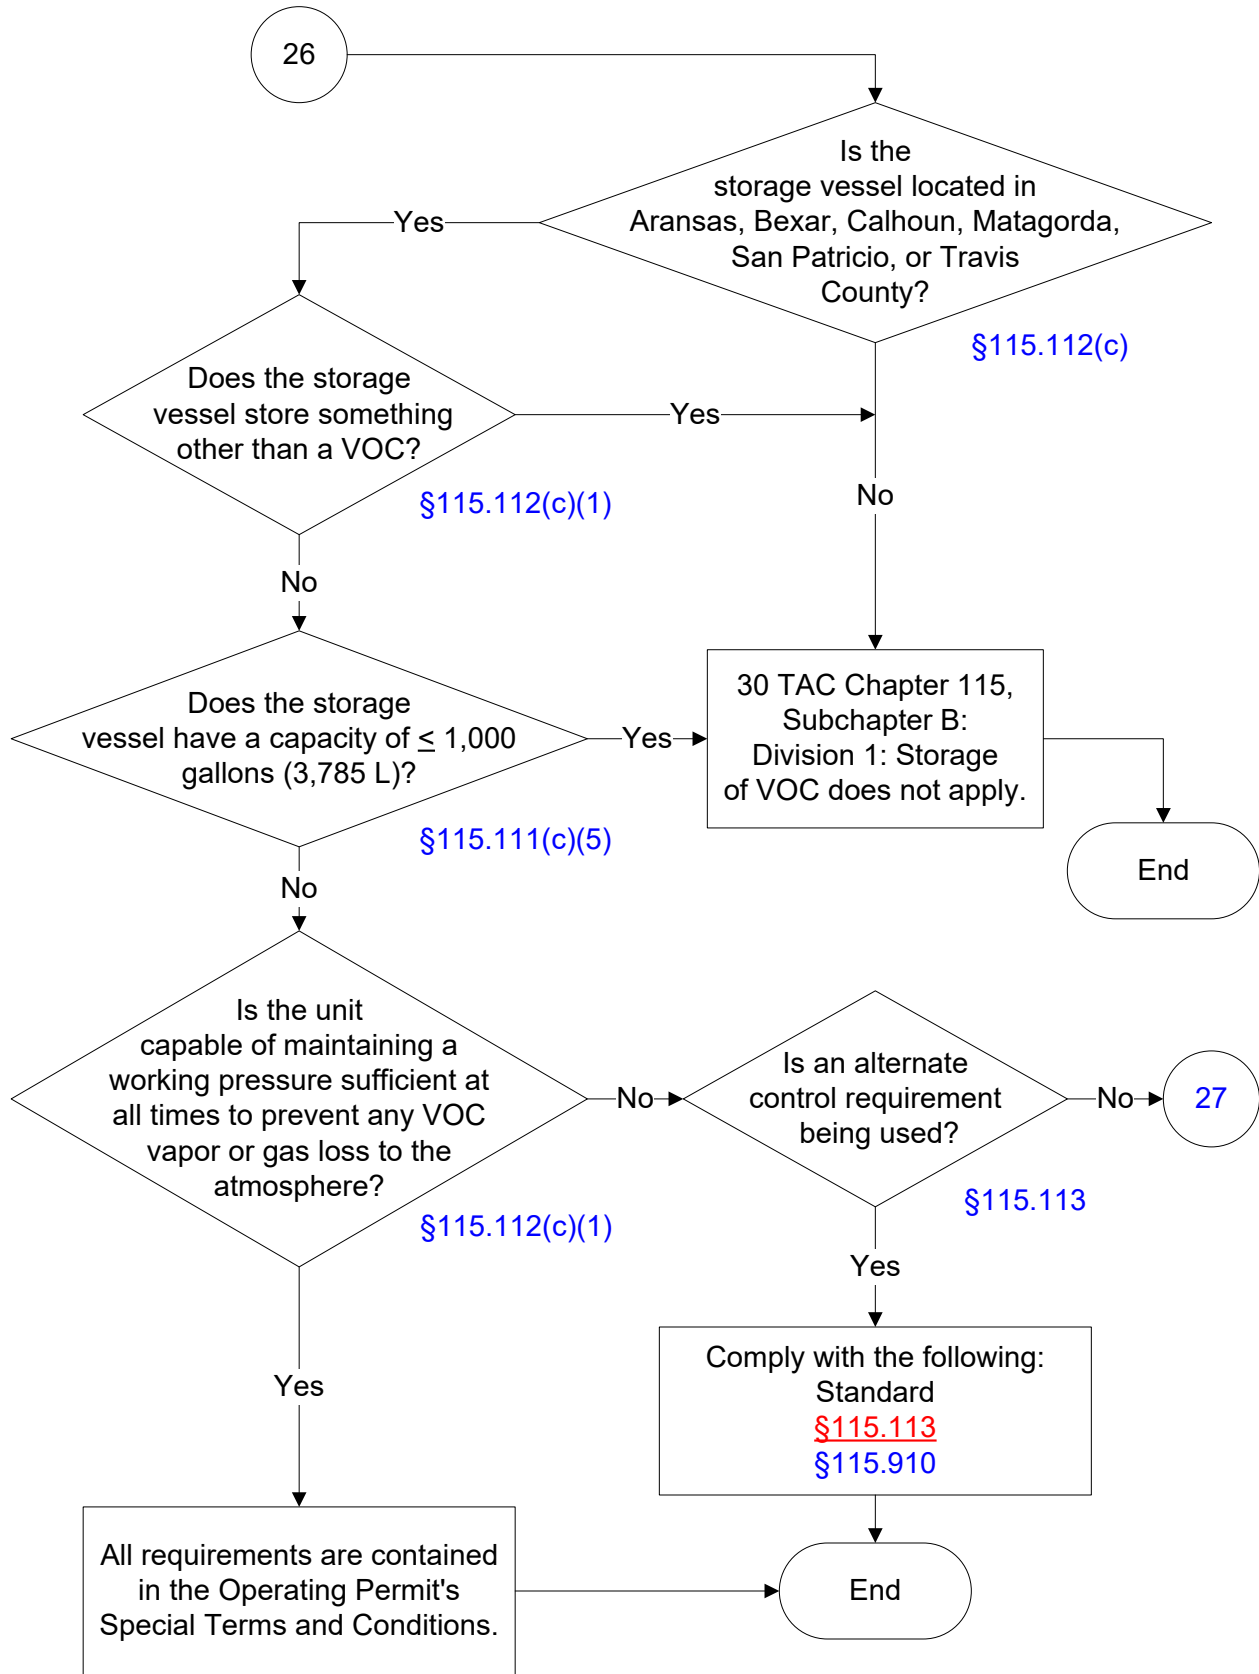 26
Is the
storage vessel located in
Aransas, Bexar, Calhoun, Matagorda,
San Patricio, or Travis
County?
Yes
§115.112(c)
Does the storage
vessel store something
other than a VOC?
Yes
§115.112(c)(1)
No
No
Does the storage
vessel have a capacity of ≤ 1,000
gallons (3,785 L)?
Yes
§115.111(c)(5)
30 TAC Chapter 115,
Subchapter B:
Division 1: Storage
of VOC does not apply.
End
No
Is the unit
capable of maintaining a
working pressure sufficient at
all times to prevent any VOC
vapor or gas loss to the
atmosphere?
No
§115.112(c)(1)
Is an alternate
control requirement
being used?
No
27
§115.113
Yes
Yes
Comply with the following:
Standard
§115.113
§115.910
All requirements are contained
in the Operating Permit's
Special Terms and Conditions.
End